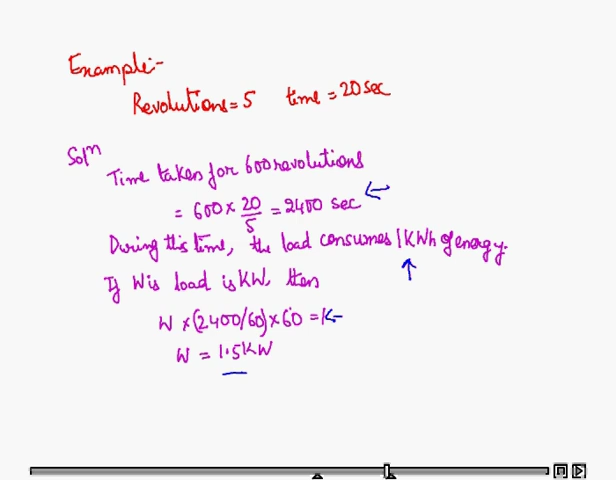 Example:-
Revolutions = 5 time = 20 sec
Solⁿ
Time taken for 600 revolutions
= 600 × 20/5 = 2400 sec
During this time, the load consumes 1 KWh of energy.
If W is load is KW, then
W × (2400/60) × 60 = 1
W = 1.5 KW